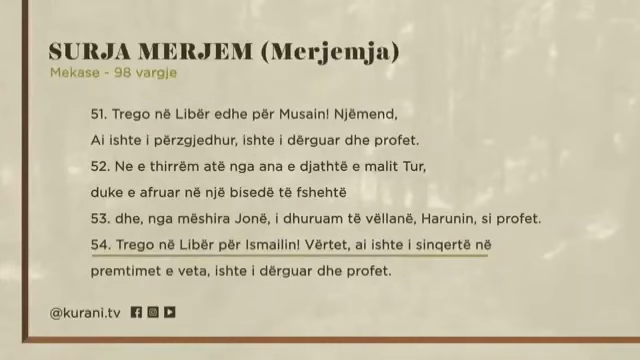 SURJA MERJEM (Merjemja)
Mekase - 98 vargje
51. Trego në Libër edhe për Musain! Njëmend,
Ai ishte i përzgjedhur, ishte i dërguar dhe profet.
52. Ne e thirrëm atë nga ana e djathtë e malit Tur,
duke e afruar në një bisedë të fshehtë
53. dhe, nga mëshira Jonë, i dhuruam të vëllanë, Harunin, si profet.
54. Trego në Libër për Ismailin! Vërtet, ai ishte i sinqertë në
premtimet e veta, ishte i dërguar dhe profet.
@kurani.tv